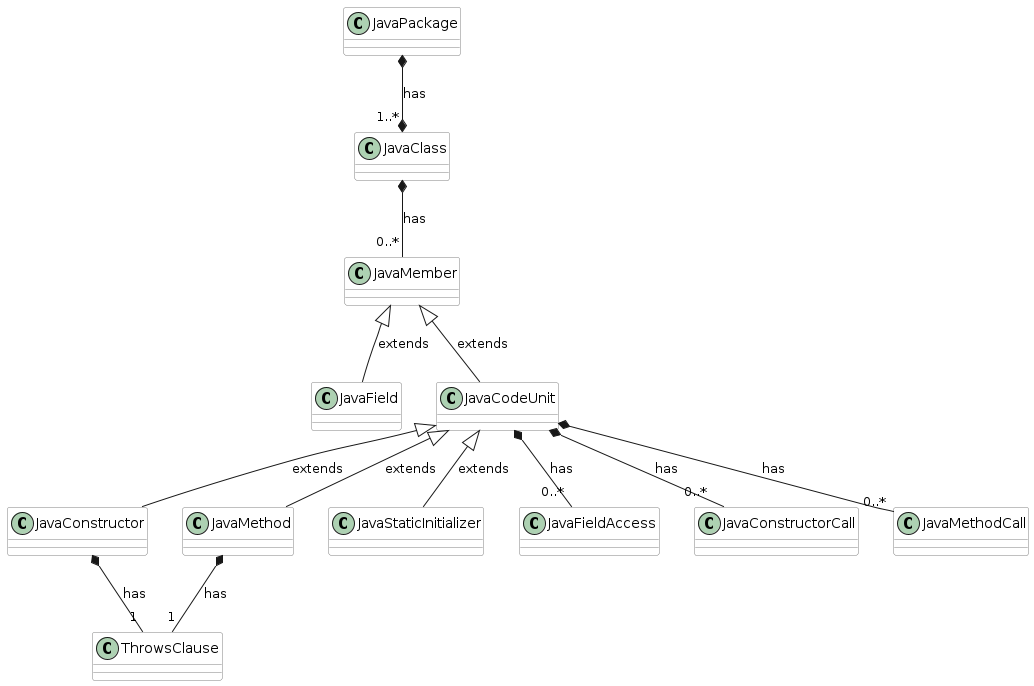 C JavaPackage
has
1..*
C JavaClass
has
0..*
C JavaMember
extends extends
C JavaField C JavaCodeUnit
extends extends extends has has has
0..* 0..* 0..*
C JavaConstructor C JavaMethod C JavaStaticInitializer C JavaFieldAccess C JavaConstructorCall C JavaMethodCall
has has
1 1
C ThrowsClause